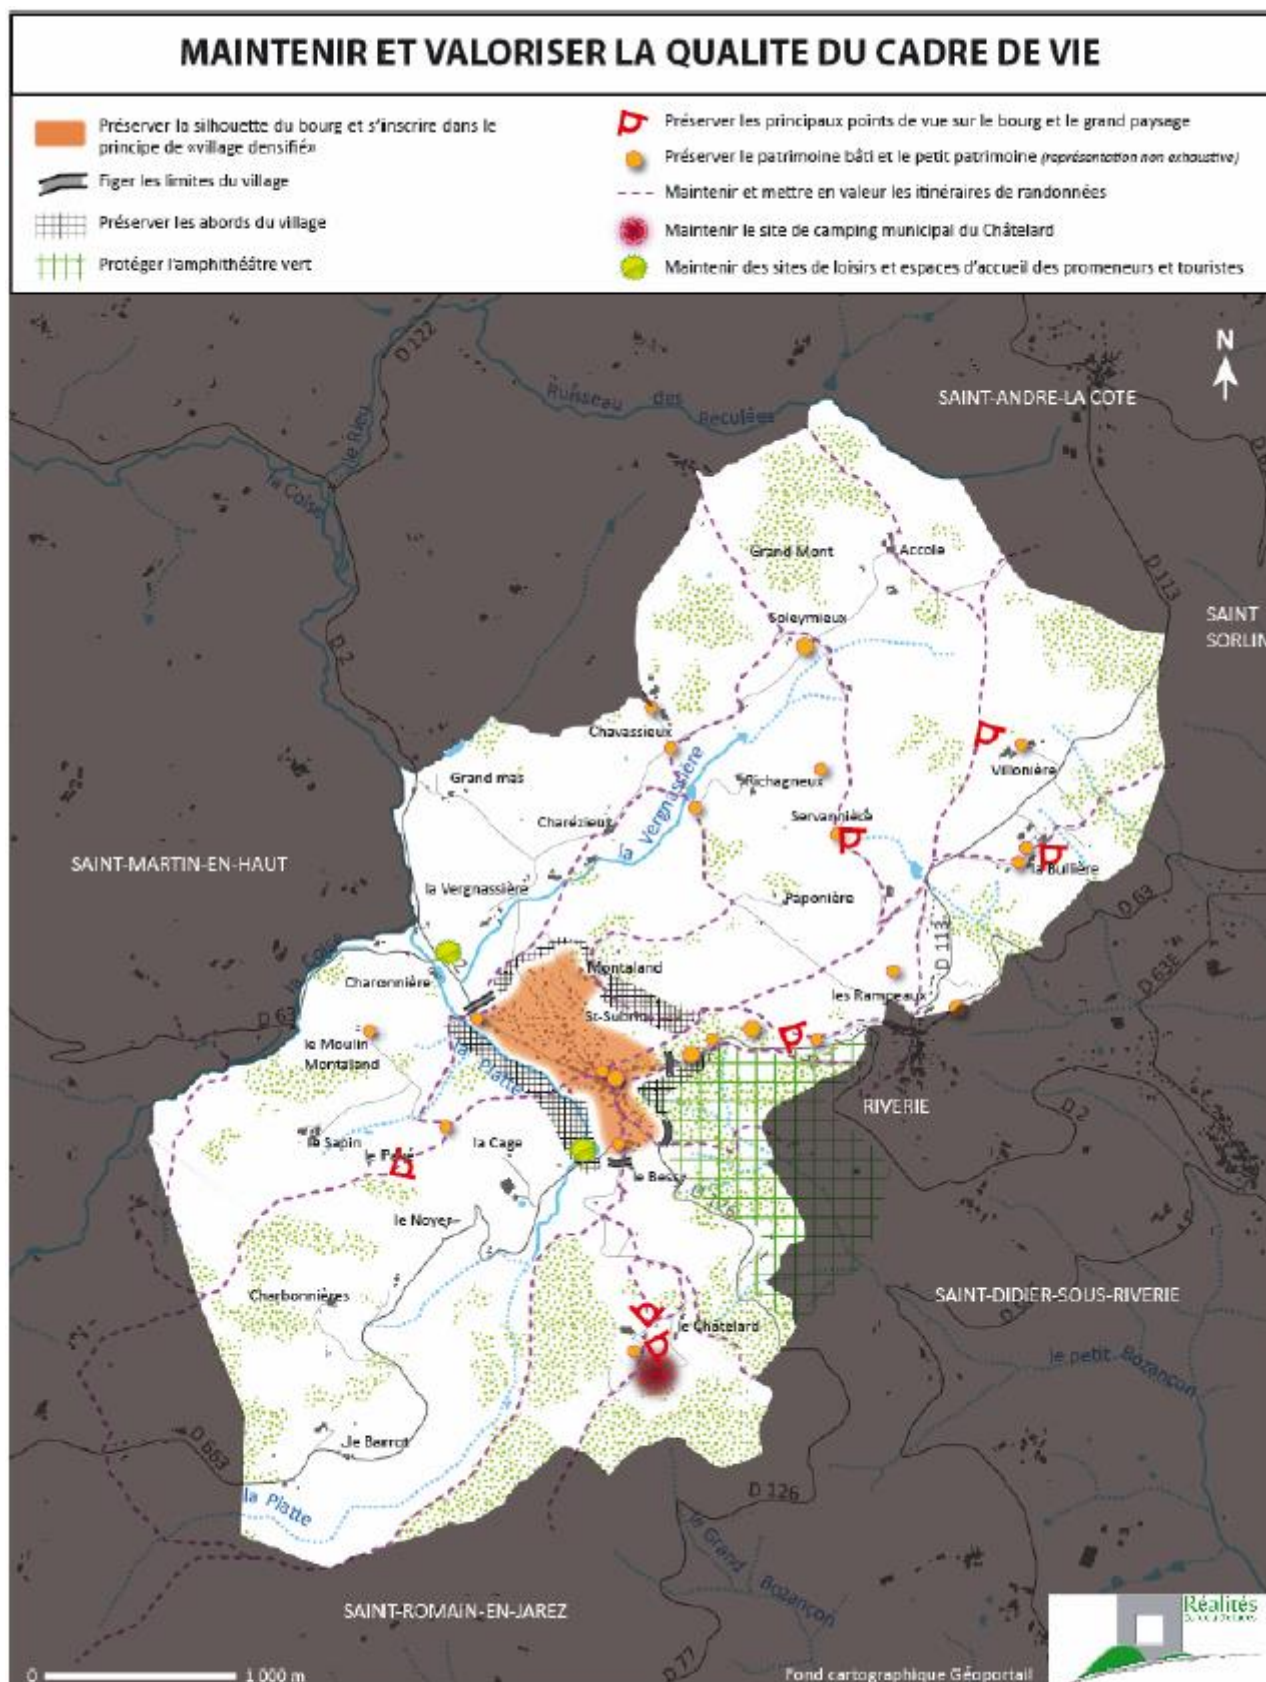 MAINTENIR ET VALORISER LA QUALITE DU CADRE DE VIE
Préserver la silhouette du bourg et s'inscrire dans le
principe de «village densifié»
Figer les limites du village
Préserver les abords du village
Protéger l'amphithéâtre vert
Préserver les principaux points de vue sur le bourg et le grand paysage
Préserver le patrimoine bâti et le petit patrimoine (représentation non exhaustive)
Maintenir et mettre en valeur les itinéraires de randonnées
Maintenir le site de camping municipal du Châtelard
Maintenir des sites de loisirs et espaces d'accueil des promeneurs et touristes
D 122
N
Ruisseau des Reculées
SAINT-ANDRE-LA COTE
le Rieu
la Coise
Grand Mont
Accole
D 113
SAINT
SORLIN
Soleymieux
D 2
Chavassieux
Villonière
Grand mas
la Vergnassière
Richagneux
Charézieux
Servannière
SAINT-MARTIN-EN-HAUT
la Bullière
la Vergnassière
Paponière
D 63
D 113
D 63E
la Coise
Montaland
Charonnière
les Rampeaux
St-Subrin
D 63
le Moulin
Montaland
la Platte
RIVERIE
D 2
le Sapin
la Cage
le Bessy
le Noyer
Charbonnières
SAINT-DIDIER-SOUS-RIVERIE
le Châtelard
le petit Bozançon
D 663
le Barrot
D 126
la Platte
le Grand Bozançon
SAINT-ROMAIN-EN-JAREZ
D 77
Réalités
0
1 000 m
Fond cartographique Géoportail